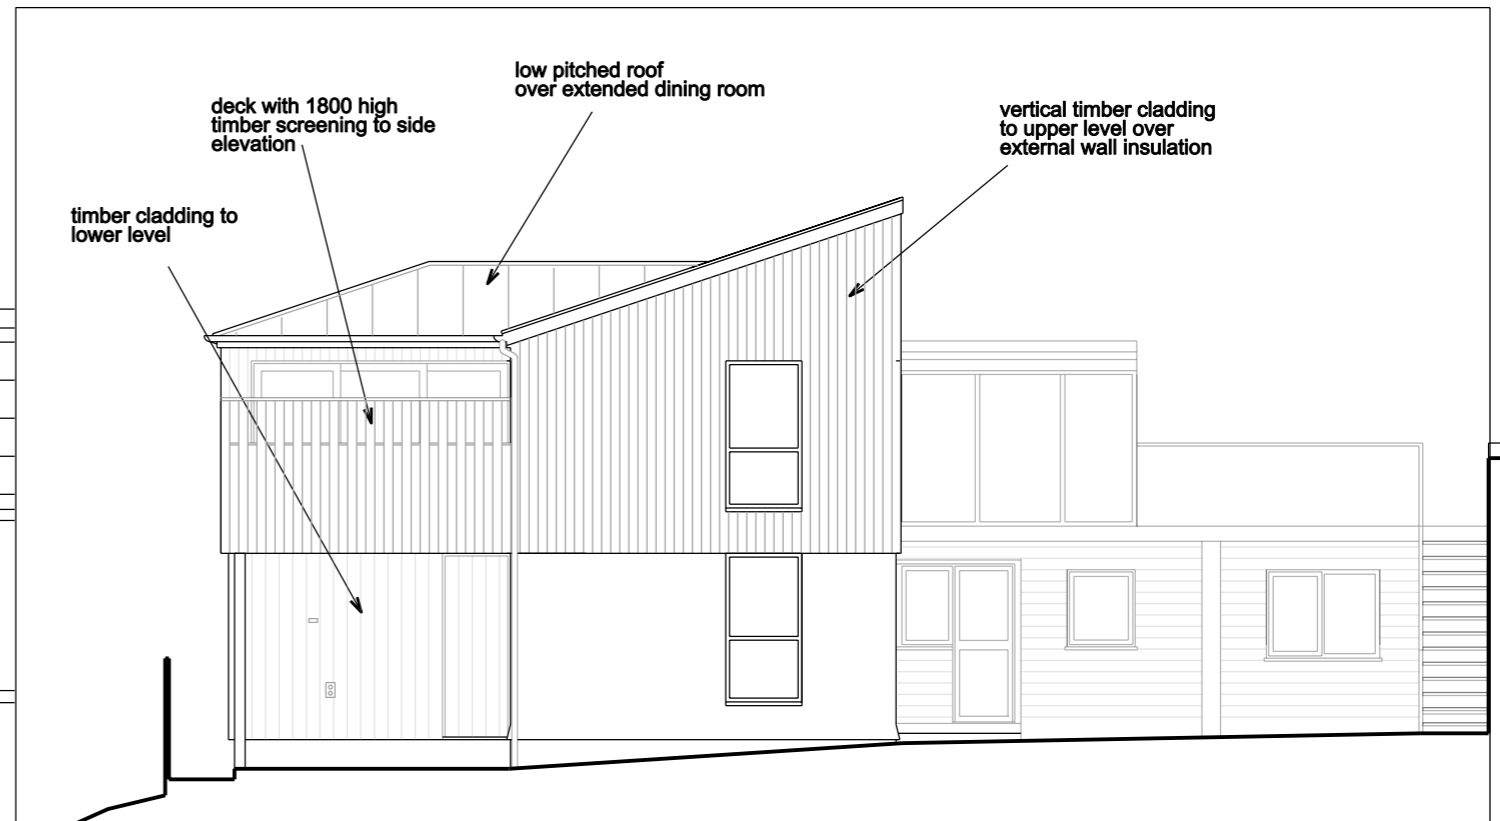 low pitched roof
over extended dining room
deck with 1800 high
timber screening to side
elevation
vertical timber cladding
to upper level over
external wall insulation
timber cladding to
lower level